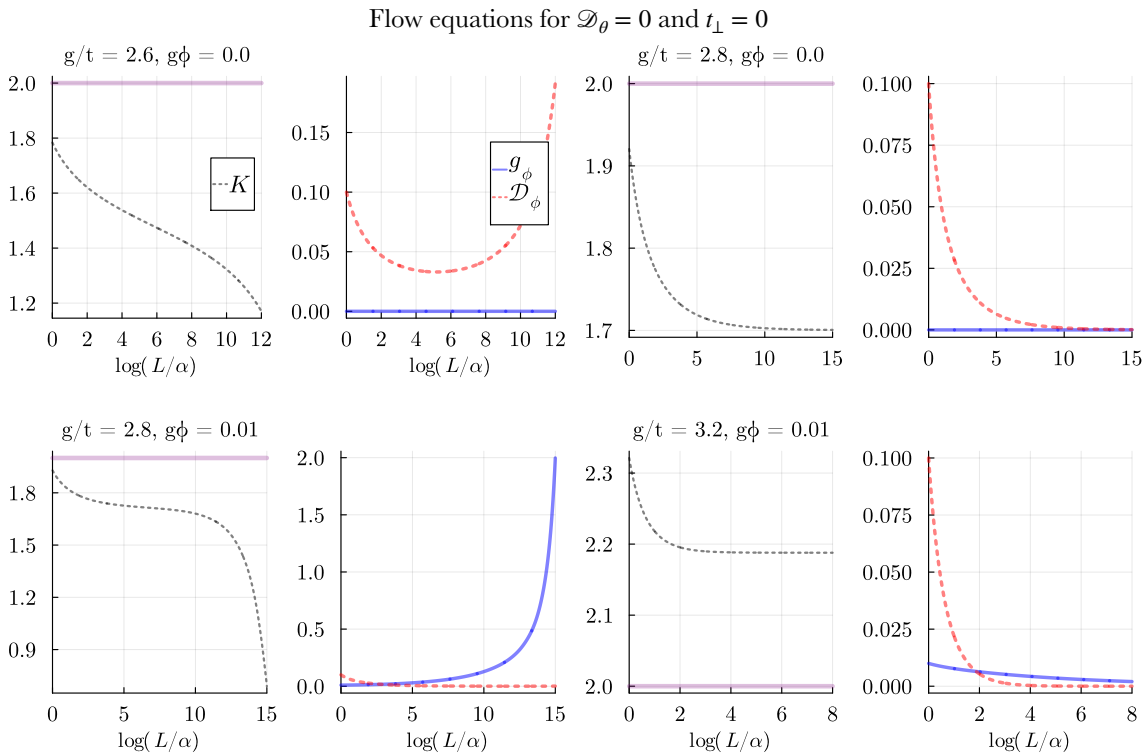 Flow equations for 𝒟_θ = 0 and t_⊥ = 0
g/t = 2.6, gϕ = 0.0
2.0
1.8
1.6
1.4
1.2
K
0 2 4 6 8 10 12
log(L/α)
0.15
0.10
0.05
0.00
g_ϕ
𝒟_ϕ
0 2 4 6 8 10 12
log(L/α)
g/t = 2.8, gϕ = 0.0
2.0
1.9
1.8
1.7
0 5 10 15
0.100
0.075
0.050
0.025
0.000
0 5 10 15
g/t = 2.8, gϕ = 0.01
1.8
1.5
1.2
0.9
0 5 10 15
log(L/α)
2.0
1.5
1.0
0.5
0.0
0 5 10 15
log(L/α)
g/t = 3.2, gϕ = 0.01
2.3
2.2
2.1
2.0
0 2 4 6 8
log(L/α)
0.100
0.075
0.050
0.025
0.000
0 2 4 6 8
log(L/α)